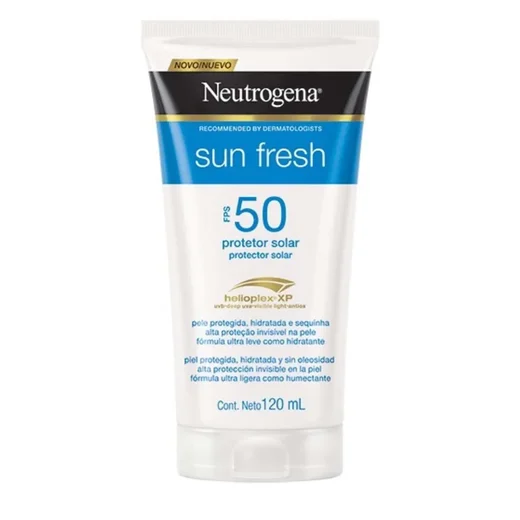 NOVO/NUEVO
Neutrogena®
RECOMMENDED BY DERMATOLOGISTS
sun fresh
FPS 50
protetor solar
protector solar
helioplex® XP
pele protegida, hidratada e sequinha
alta proteção invisível na pele
fórmula ultra leve como hidratante
piel protegida, hidratada y sin oleosidad
alta protección invisible en la piel
fórmula ultra ligera como humectante
Cont. Neto 120 mL